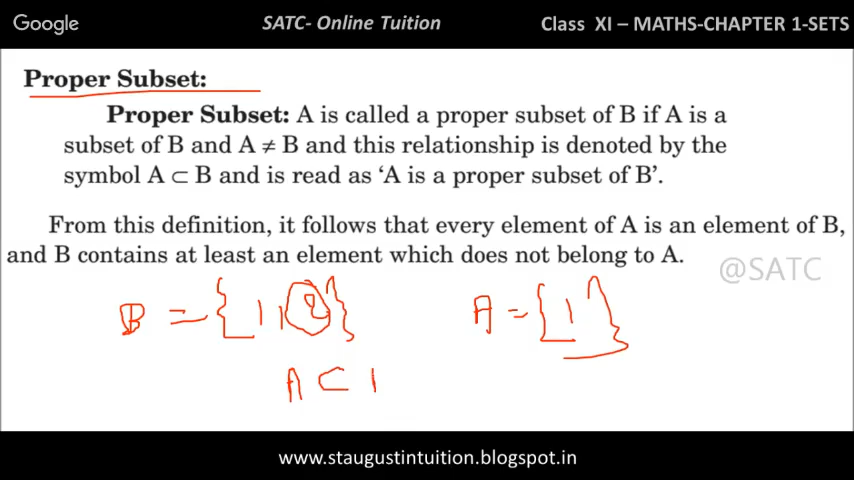 Google SATC- Online Tuition Class XI – MATHS-CHAPTER 1-SETS
Proper Subset:
Proper Subset: A is called a proper subset of B if A is a
subset of B and A ≠ B and this relationship is denoted by the
symbol A ⊂ B and is read as ‘A is a proper subset of B’.
From this definition, it follows that every element of A is an element of B,
and B contains at least an element which does not belong to A.
@SATC
B = {1, 2} A = {1}
A ⊂ 1
www.staugustintuition.blogspot.in